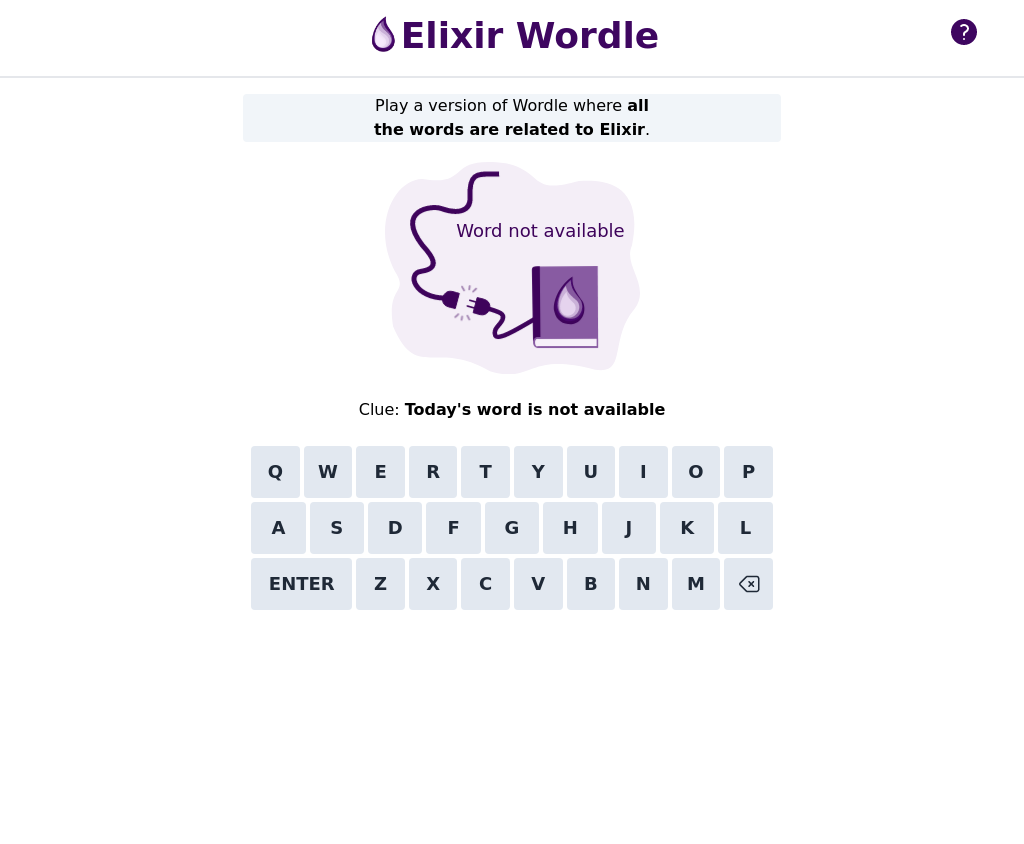 Elixir Wordle
?
Play a version of Wordle where all
the words are related to Elixir.
Word not available
Clue: Today's word is not available
Q W E R T Y U I O P
A S D F G H J K L
ENTER Z X C V B N M